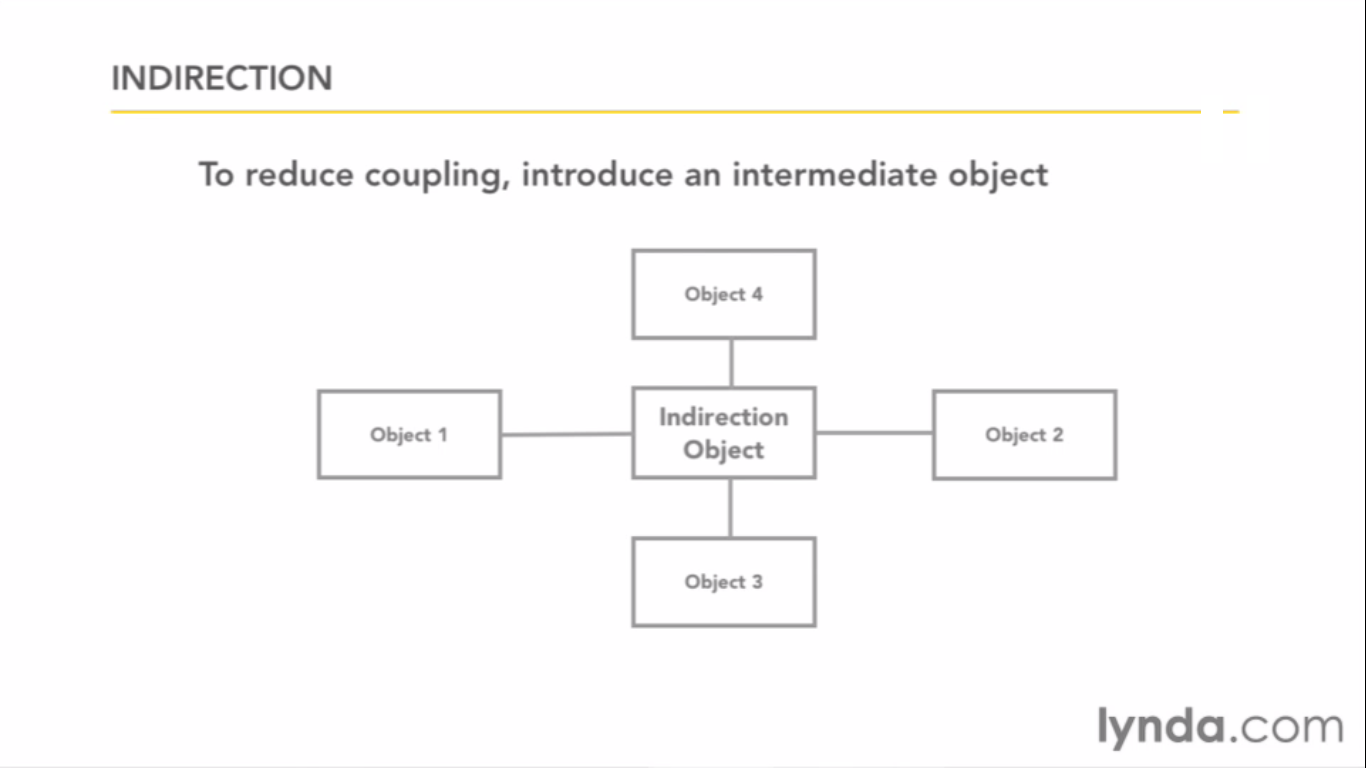 INDIRECTION
To reduce coupling, introduce an intermediate object
Object 4
Object 1
Indirection
Object
Object 2
Object 3
lynda.com